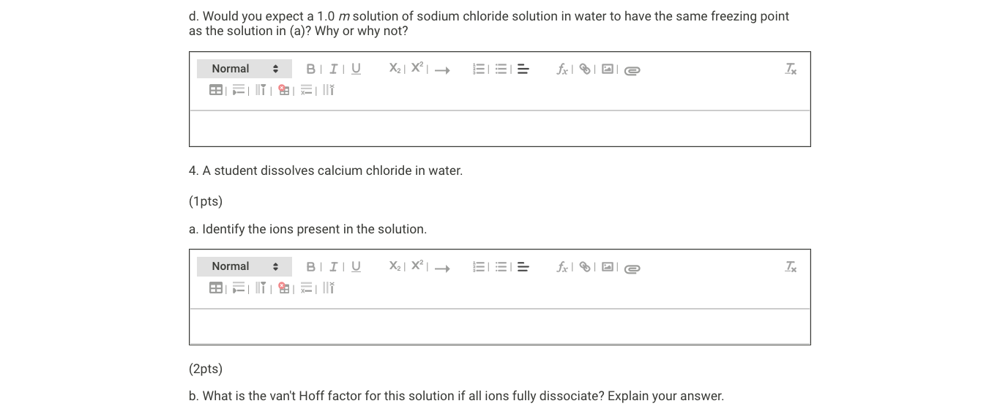 d. Would you expect a 1.0 m solution of sodium chloride solution in water to have the same freezing point
as the solution in (a)? Why or why not?
Normal B I U X₂ X² fx Tx
4. A student dissolves calcium chloride in water.
(1pts)
a. Identify the ions present in the solution.
Normal B I U X₂ X² fx Tx
(2pts)
b. What is the van't Hoff factor for this solution if all ions fully dissociate? Explain your answer.